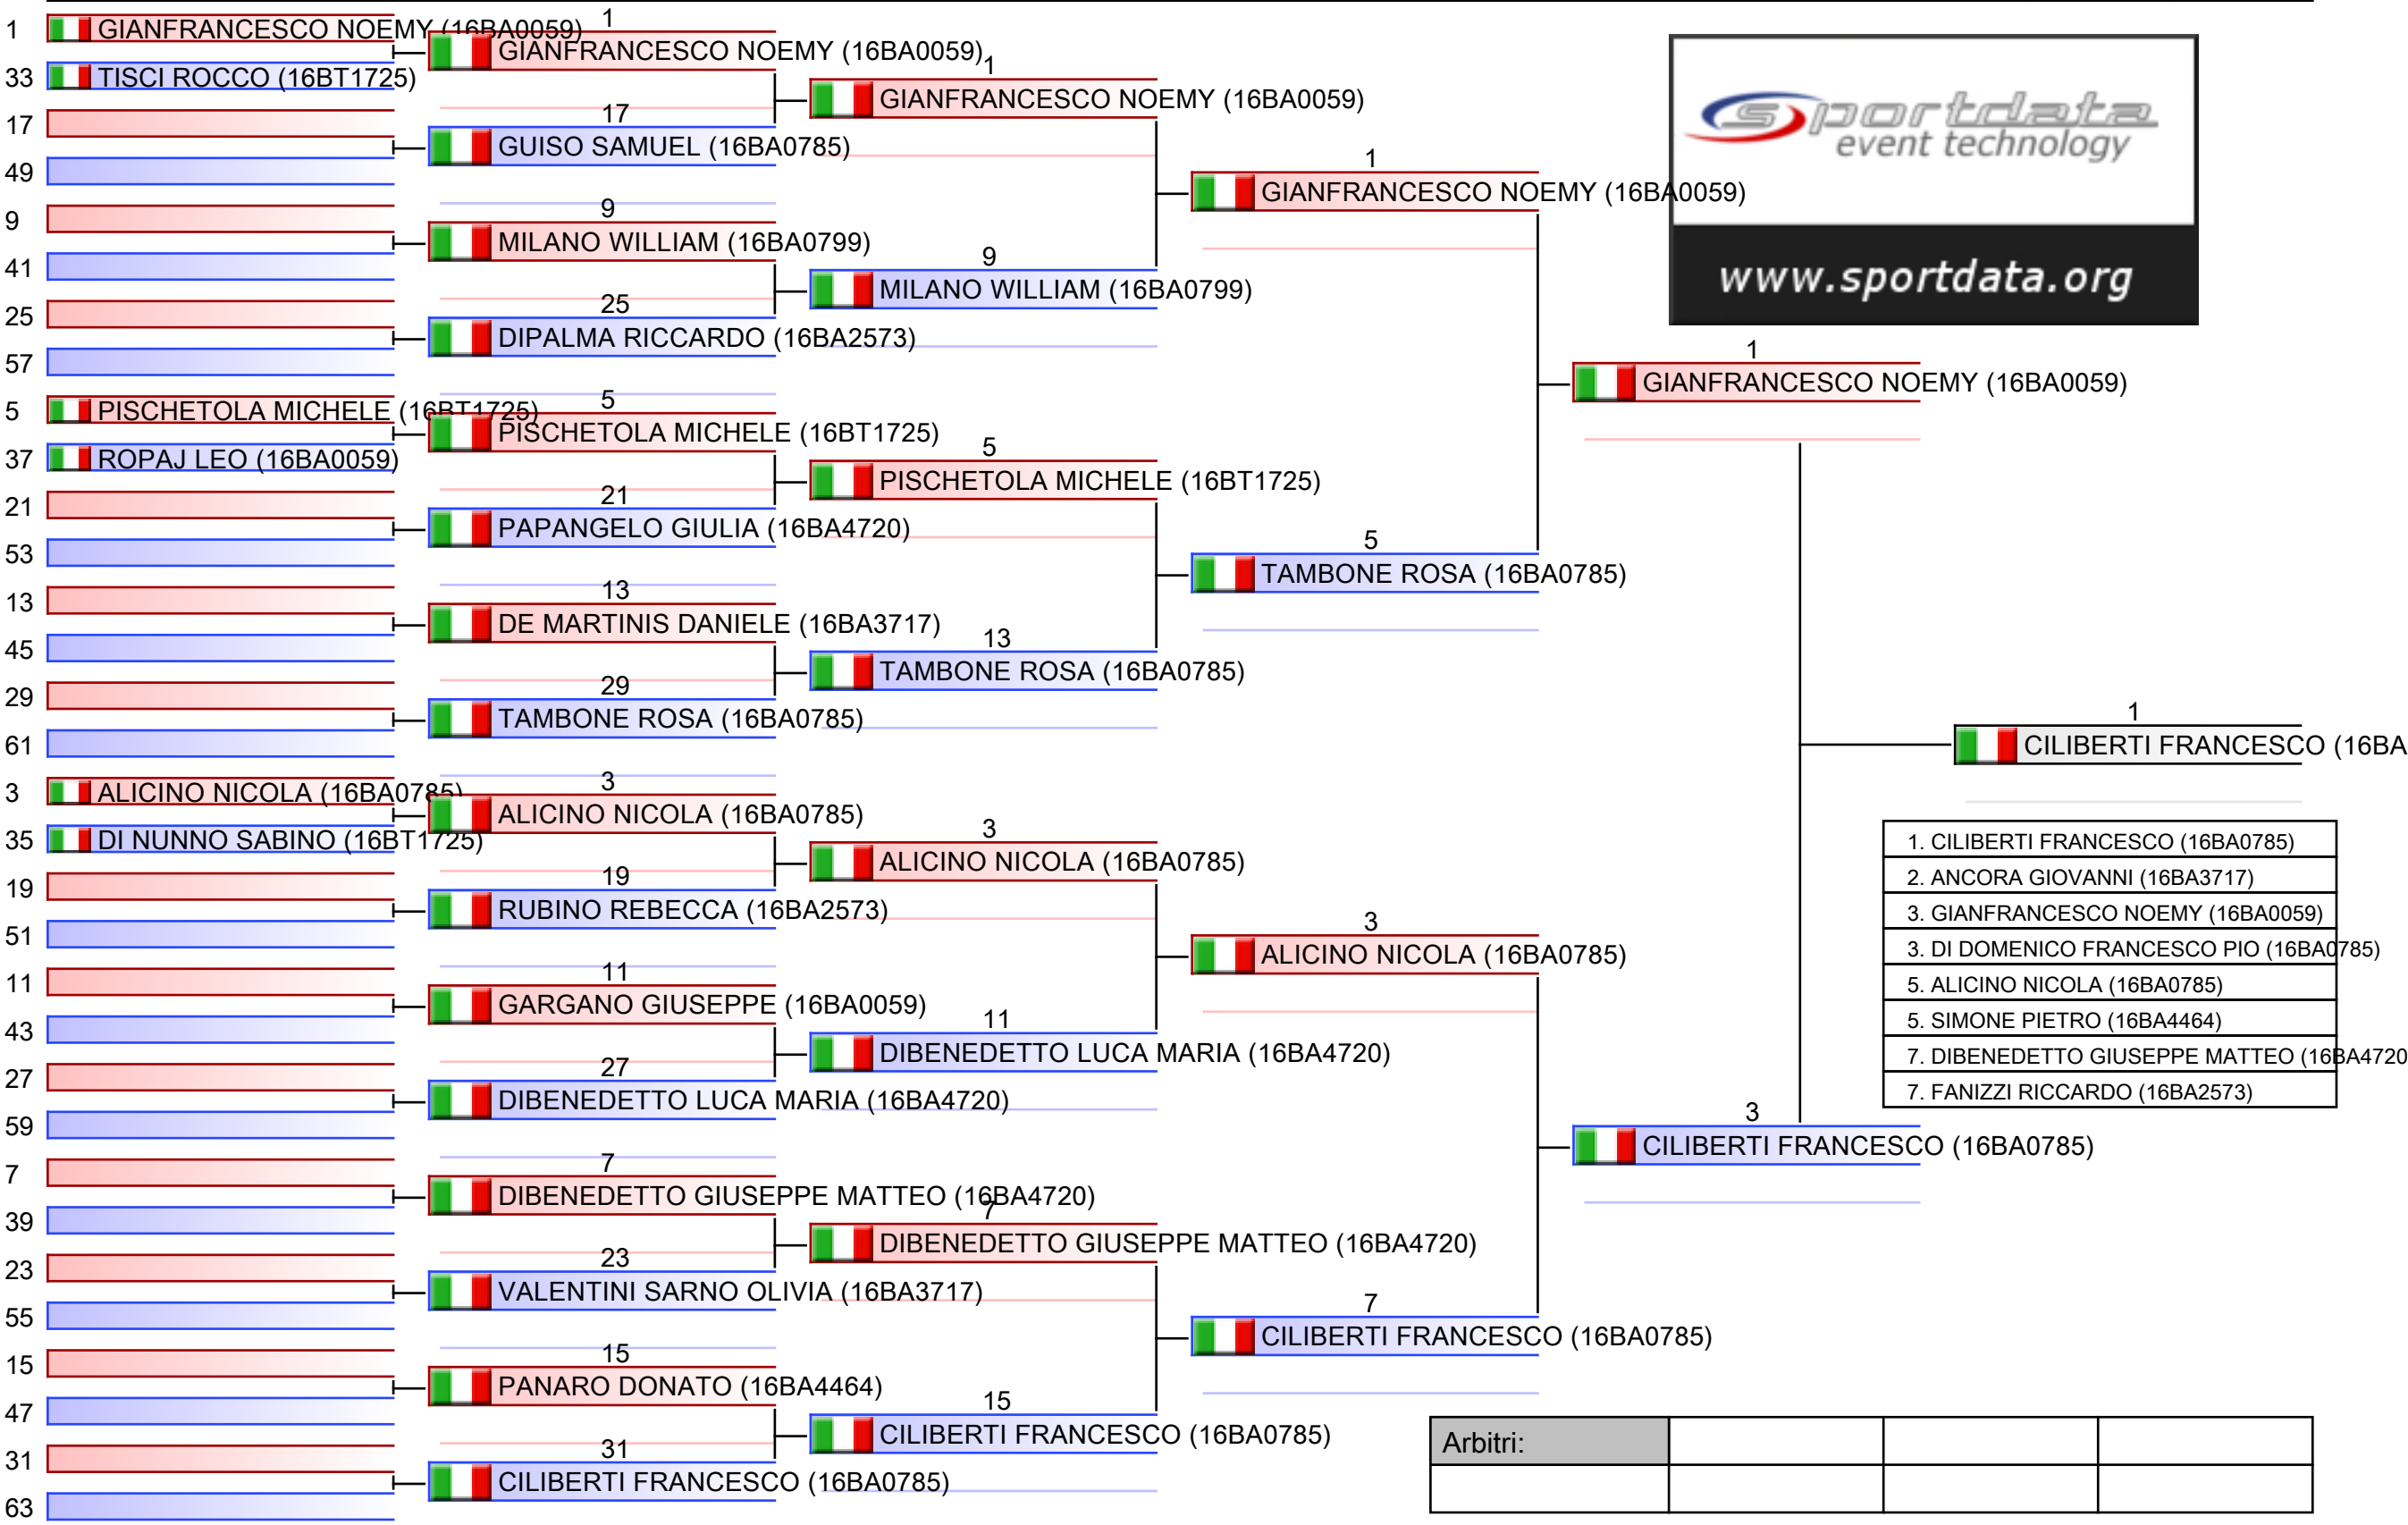 1 GIANFRANCESCO NOEMY (16BA0059)
33 TISCI ROCCO (16BT1725)
17
49
9
41
25
57
5 PISCHETOLA MICHELE (16BT1725)
37 ROPAJ LEO (16BA0059)
21
53
13
45
29
61
3 ALICINO NICOLA (16BA0785)
35 DI NUNNO SABINO (16BT1725)
19
51
11
43
27
59
7
39
23
55
15
47
31
63
1
GIANFRANCESCO NOEMY (16BA0059)
17
GUISO SAMUEL (16BA0785)
9
MILANO WILLIAM (16BA0799)
25
DIPALMA RICCARDO (16BA2573)
5
PISCHETOLA MICHELE (16BT1725)
21
PAPANGELO GIULIA (16BA4720)
13
DE MARTINIS DANIELE (16BA3717)
29
TAMBONE ROSA (16BA0785)
3
ALICINO NICOLA (16BA0785)
19
RUBINO REBECCA (16BA2573)
11
GARGANO GIUSEPPE (16BA0059)
27
DIBENEDETTO LUCA MARIA (16BA4720)
7
DIBENEDETTO GIUSEPPE MATTEO (16BA4720)
23
VALENTINI SARNO OLIVIA (16BA3717)
15
PANARO DONATO (16BA4464)
31
CILIBERTI FRANCESCO (16BA0785)
1
GIANFRANCESCO NOEMY (16BA0059)
9
MILANO WILLIAM (16BA0799)
5
PISCHETOLA MICHELE (16BT1725)
13
TAMBONE ROSA (16BA0785)
3
ALICINO NICOLA (16BA0785)
11
DIBENEDETTO LUCA MARIA (16BA4720)
7
DIBENEDETTO GIUSEPPE MATTEO (16BA4720)
15
CILIBERTI FRANCESCO (16BA0785)
1
GIANFRANCESCO NOEMY (16BA0059)
5
TAMBONE ROSA (16BA0785)
3
ALICINO NICOLA (16BA0785)
7
CILIBERTI FRANCESCO (16BA0785)
1
GIANFRANCESCO NOEMY (16BA0059)
3
CILIBERTI FRANCESCO (16BA0785)
1
CILIBERTI FRANCESCO (16BA
sportdata
event technology
www.sportdata.org
1. CILIBERTI FRANCESCO (16BA0785)
2. ANCORA GIOVANNI (16BA3717)
3. GIANFRANCESCO NOEMY (16BA0059)
3. DI DOMENICO FRANCESCO PIO (16BA0785)
5. ALICINO NICOLA (16BA0785)
5. SIMONE PIETRO (16BA4464)
7. DIBENEDETTO GIUSEPPE MATTEO (16BA4720
7. FANIZZI RICCARDO (16BA2573)
Arbitri: